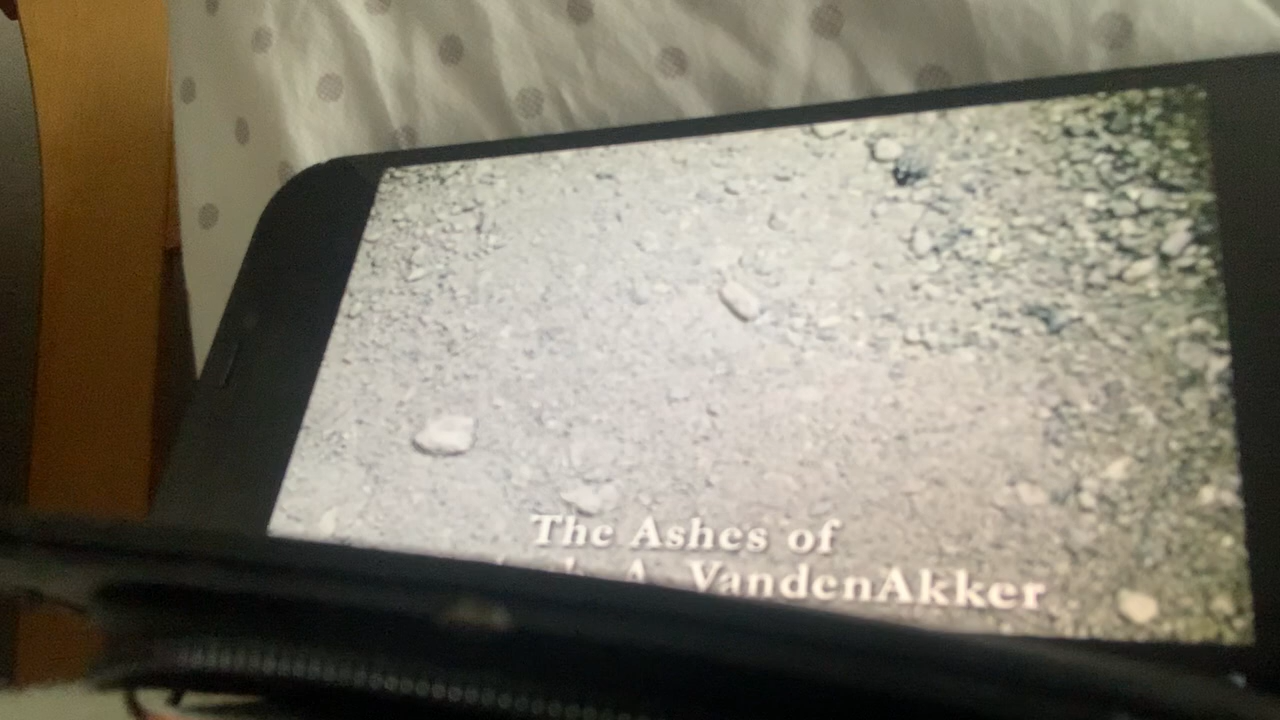 The Ashes of
A. VandenAkker